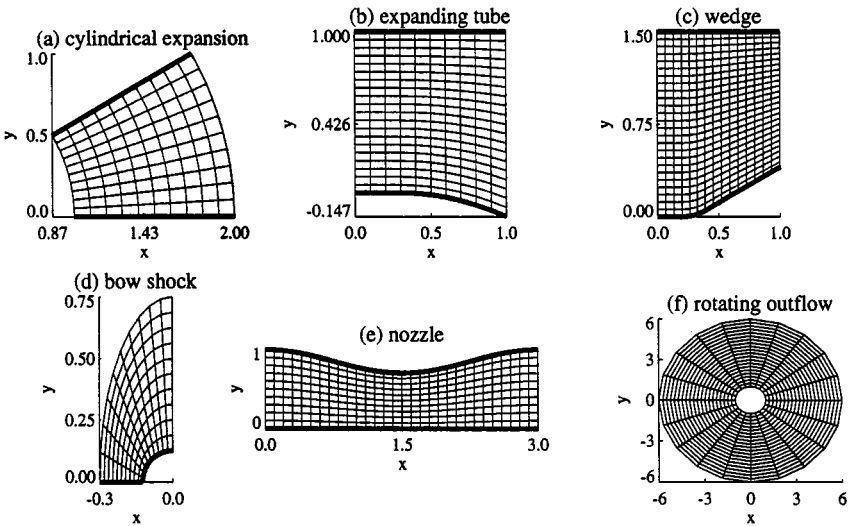 (a) cylindrical expansion
1.0
0.5
0.0
y
0.87 1.43 2.00
x
(b) expanding tube
1.000
0.426
-0.147
y
0.0 0.5 1.0
x
(c) wedge
1.50
0.75
0.00
y
0.0 0.5 1.0
x
(d) bow shock
0.75
0.50
0.25
0.00
y
-0.3 0.0
x
(e) nozzle
1
0
y
0.0 1.5 3.0
x
(f) rotating outflow
6
3
0
-3
-6
y
-6 -3 0 3 6
x